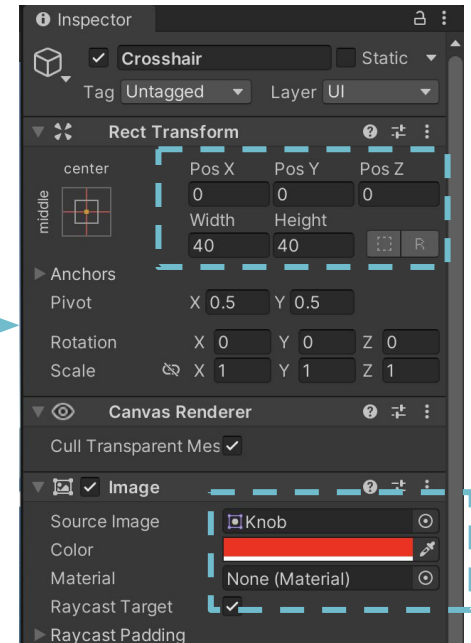 Inspector
Crosshair Static
Tag Untagged Layer UI
Rect Transform
center
middle
Pos X Pos Y Pos Z
0 0 0
Width Height
40 40 R
Anchors
Pivot X 0.5 Y 0.5
Rotation X 0 Y 0 Z 0
Scale X 1 Y 1 Z 1
Canvas Renderer
Cull Transparent Mes
Image
Source Image Knob
Color
Material None (Material)
Raycast Target
Raycast Padding